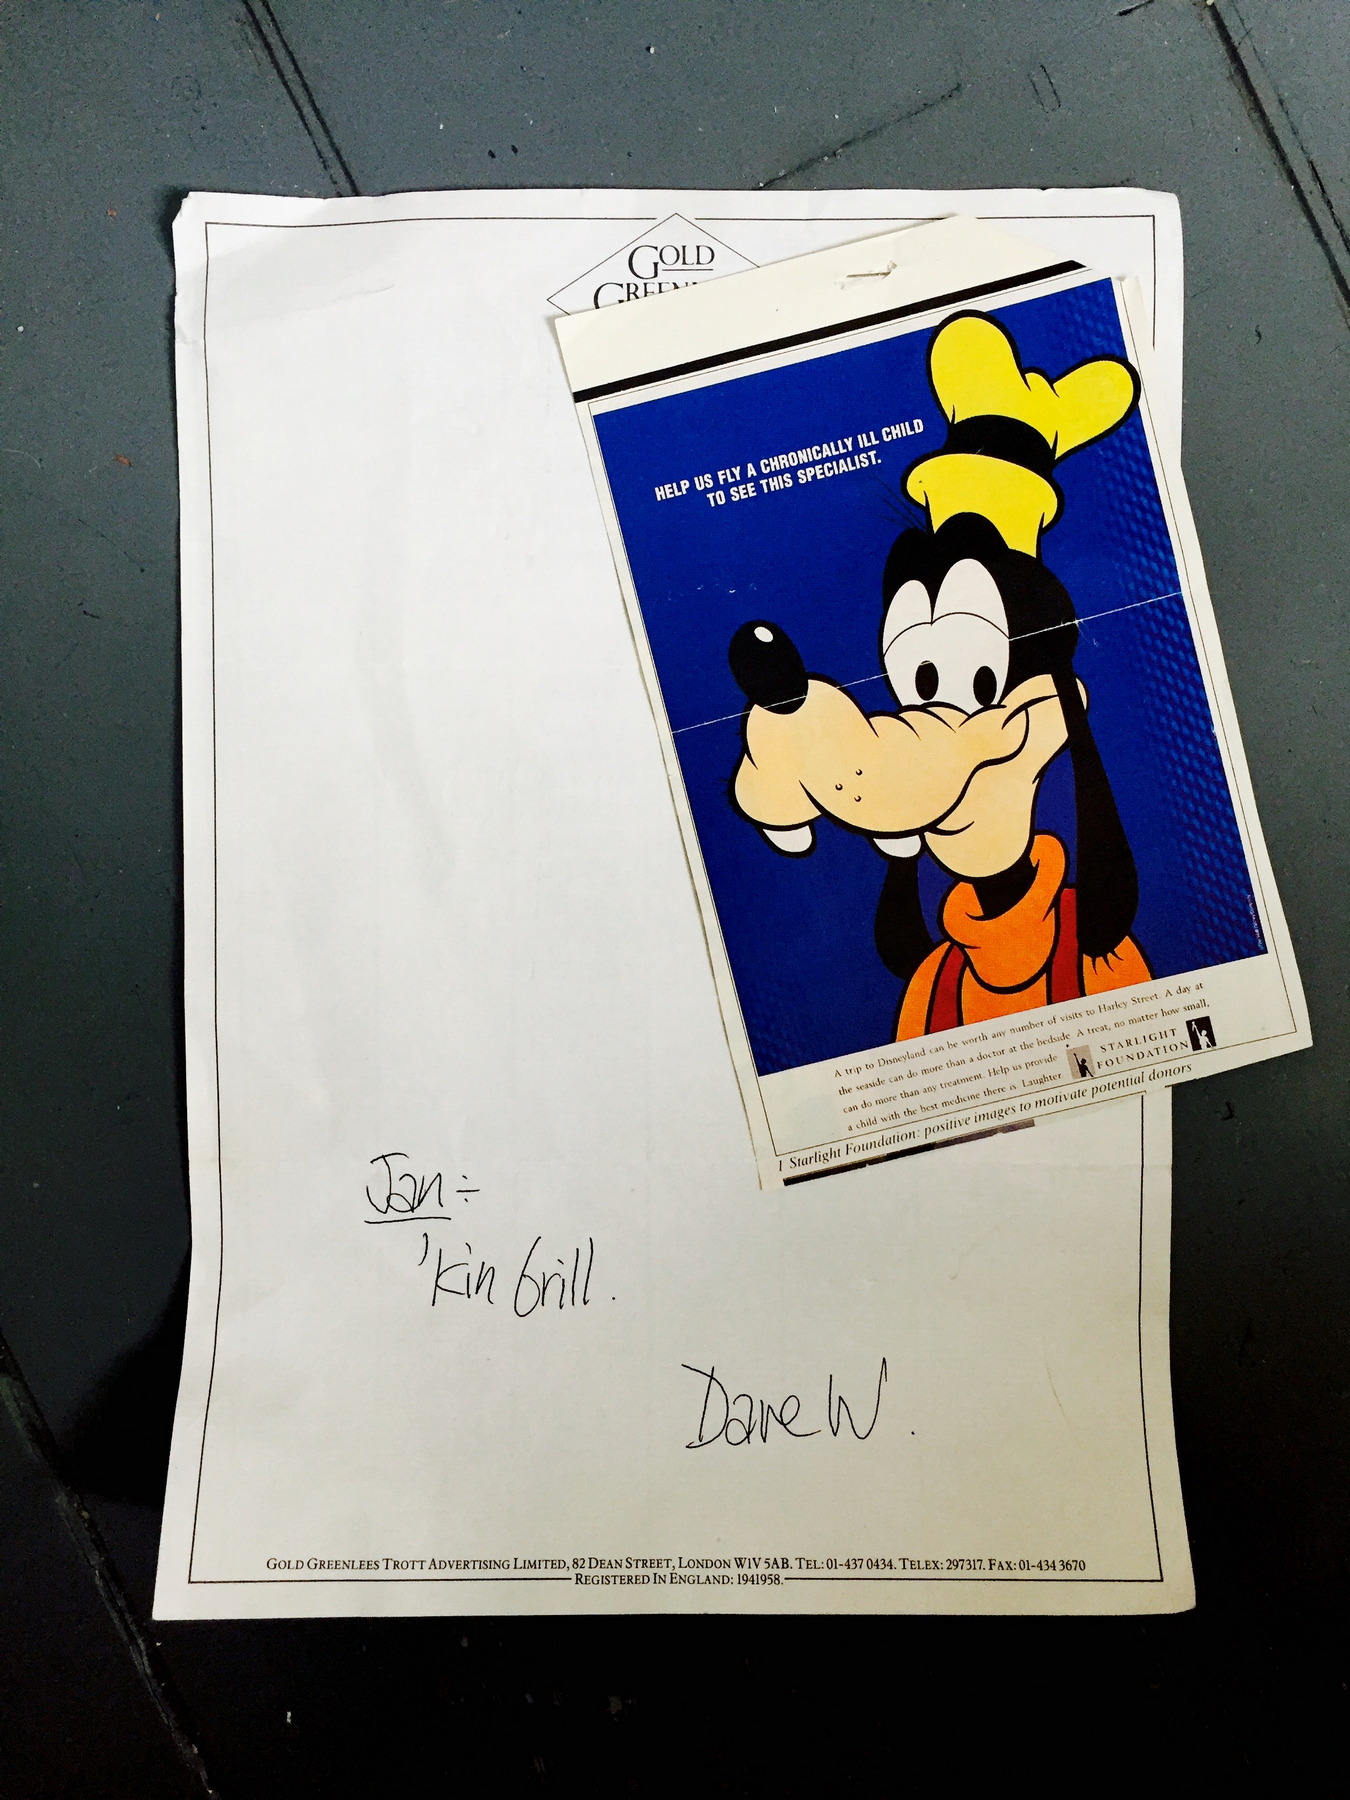 GOLD
GREENL
HELP US FLY A CHRONICALLY ILL CHILD
TO SEE THIS SPECIALIST.
A trip to Disneyland can be worth any number of visits to Harley Street. A day at
the seaside can do more than a doctor at the bedside. A treat, no matter how small,
can do more than any treatment. Help us provide
a child with the best medicine there is. Laughter
STARLIGHT
FOUNDATION
1 Starlight Foundation: positive images to motivate potential donors
Jan:
'Kin Grill.
Dave W.
GOLD GREENLEES TROTT ADVERTISING LIMITED, 82 DEAN STREET, LONDON W1V 5AB. TEL: 01-437 0434. TELEX: 297317. FAX: 01-434 3670
REGISTERED IN ENGLAND: 1941958.